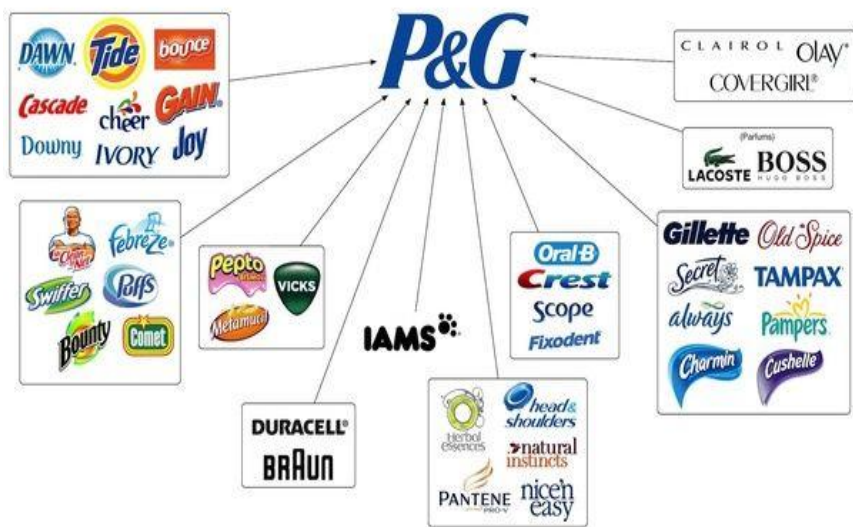 P&G
DAWN
Tide
bounce
Cascade
cheer
GAIN®
Downy
IVORY
Joy
CLAIROL
OLAY®
COVERGIRL®
(Parfums)
LACOSTE
BOSS
HUGO BOSS
Febreze®
Swiffer
Puffs
Bounty
Comet
Pepto
VICKS
Metamucil
IAMS
Oral-B
Crest
Scope
Fixodent
Gillette
Old Spice
Secret
TAMPAX
always
Pampers
Charmin
Cushelle
DURACELL®
BRAUN
Herbal
essences
head&
shoulders
natural
instincts
PANTENE
PRO-V
nice'n
easy